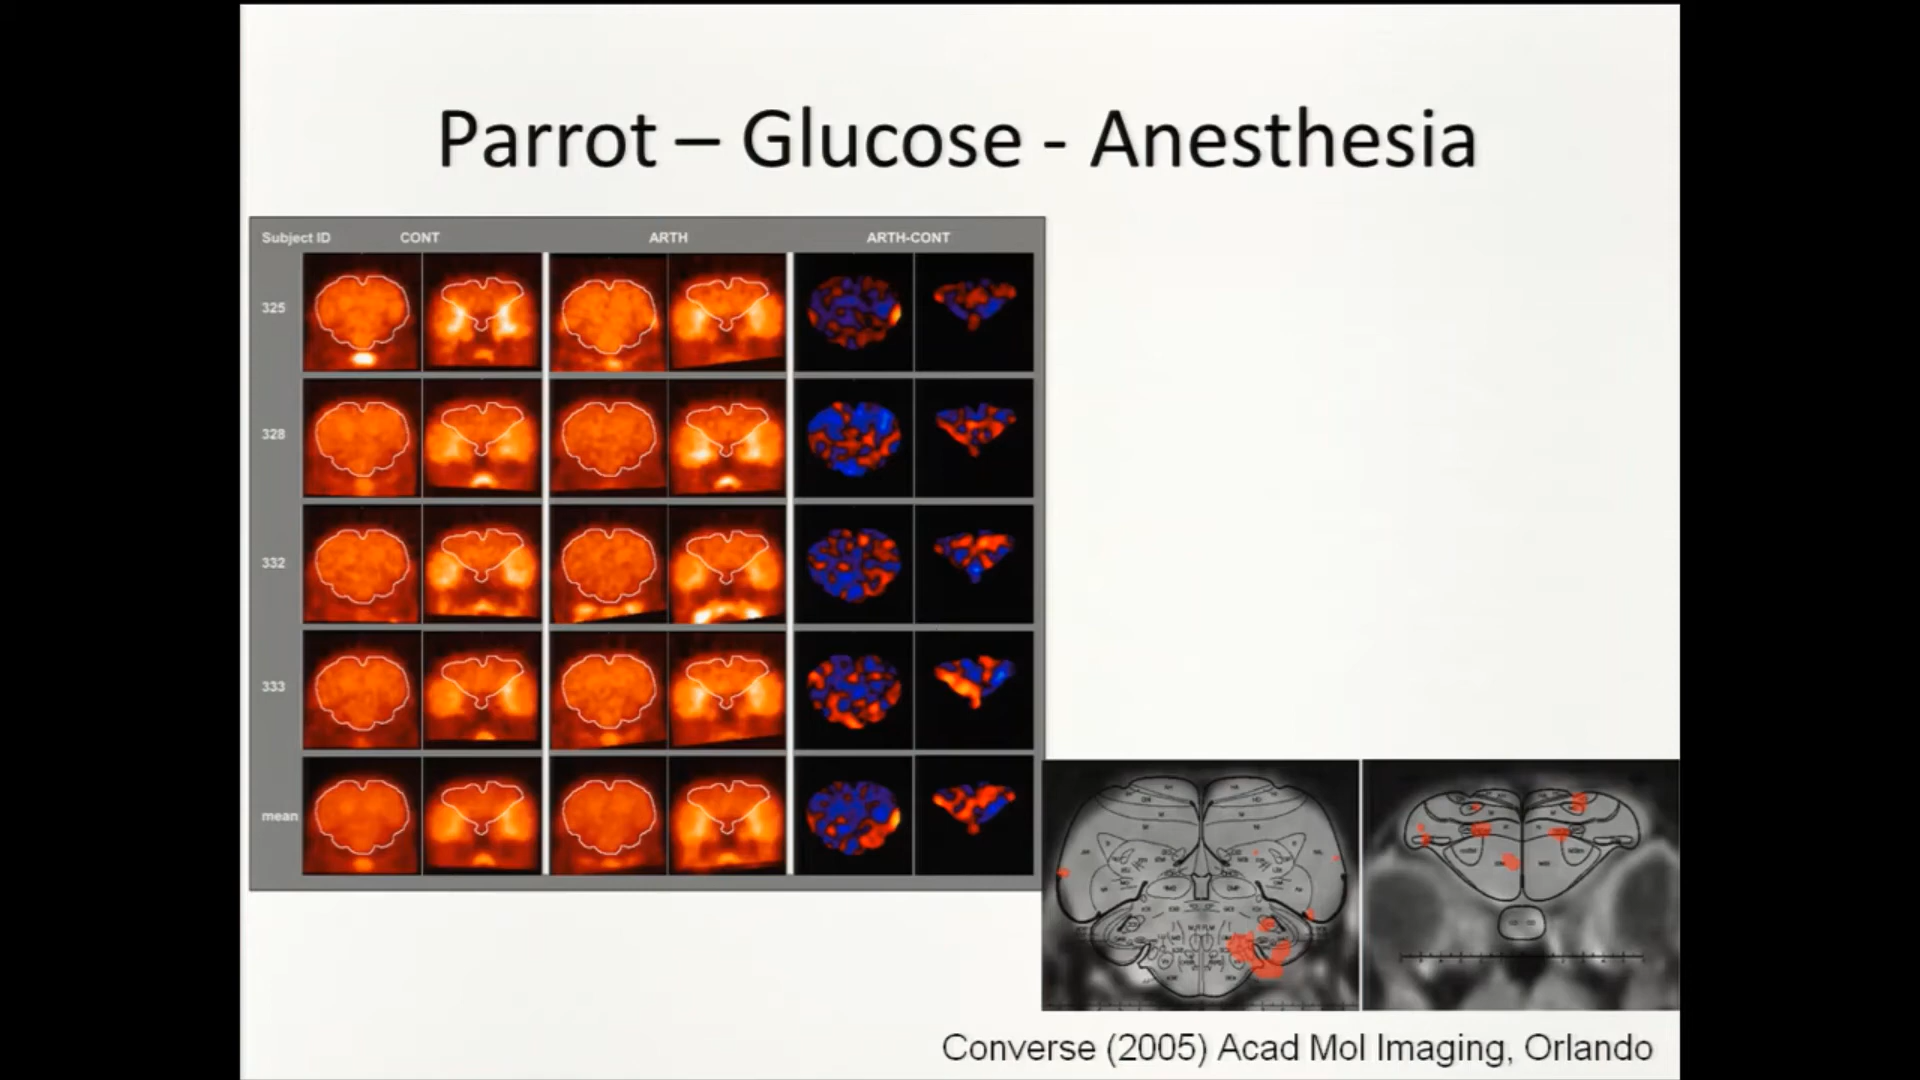 Parrot – Glucose - Anesthesia
Subject ID CONT ARTH ARTH-CONT
325
328
332
333
mean
Converse (2005) Acad Mol Imaging, Orlando